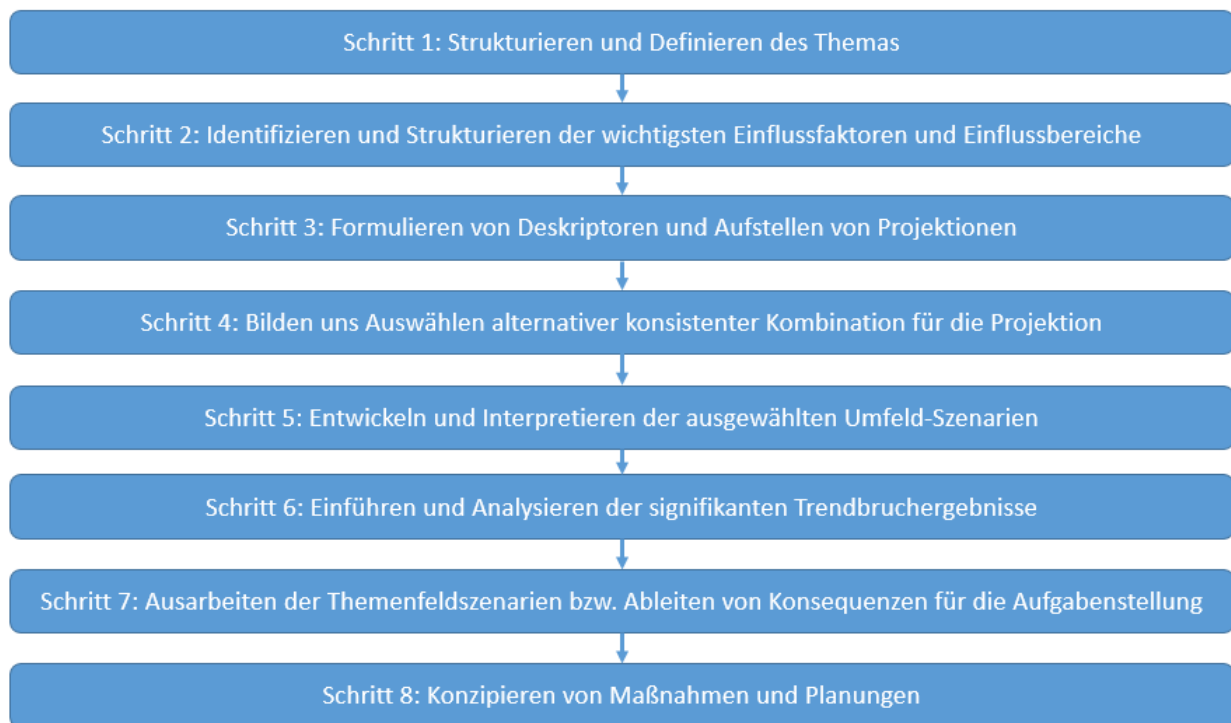 Schritt 1: Strukturieren und Definieren des Themas
Schritt 2: Identifizieren und Strukturieren der wichtigsten Einflussfaktoren und Einflussbereiche
Schritt 3: Formulieren von Deskriptoren und Aufstellen von Projektionen
Schritt 4: Bilden uns Auswählen alternativer konsistenter Kombination für die Projektion
Schritt 5: Entwickeln und Interpretieren der ausgewählten Umfeld-Szenarien
Schritt 6: Einführen und Analysieren der signifikanten Trendbruchergebnisse
Schritt 7: Ausarbeiten der Themenfeldszenarien bzw. Ableiten von Konsequenzen für die Aufgabenstellung
Schritt 8: Konzipieren von Maßnahmen und Planungen